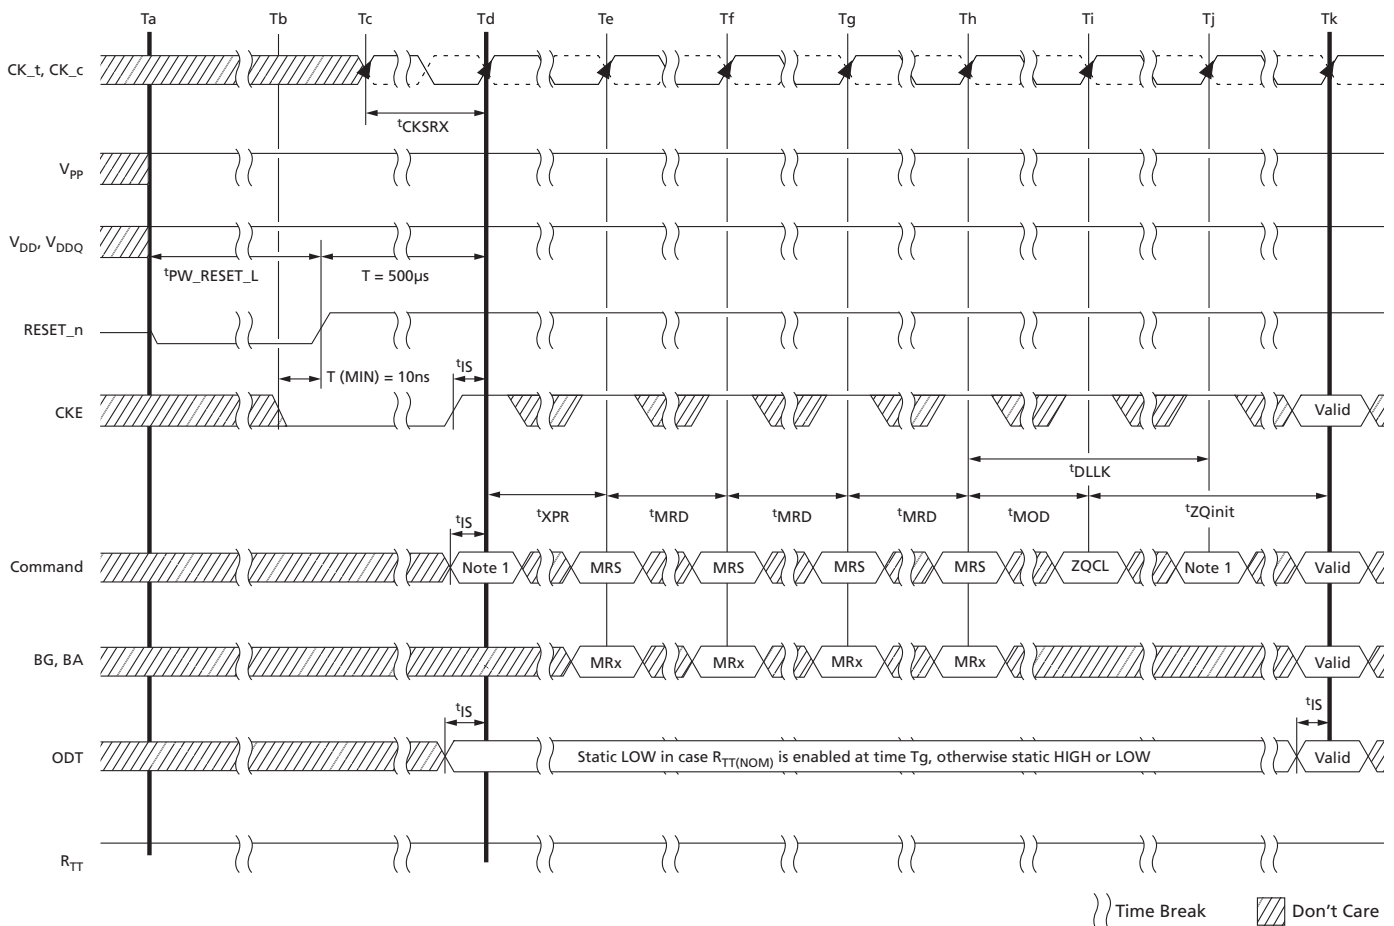 Ta Tb Tc Td Te Tf Tg Th Ti Tj Tk
CK_t, CK_c
tCKSRX
VPP
VDD, VDDQ
tPW_RESET_L T = 500µs
RESET_n
T (MIN) = 10ns tIS
CKE Valid
tDLLK
tXPR tMRD tMRD tMRD tMOD tZQinit
tIS
Command Note 1 MRS MRS MRS MRS ZQCL Note 1 Valid
BG, BA MRx MRx MRx MRx Valid
tIS tIS
ODT Static LOW in case RTT(NOM) is enabled at time Tg, otherwise static HIGH or LOW Valid
RTT
Time Break Don't Care